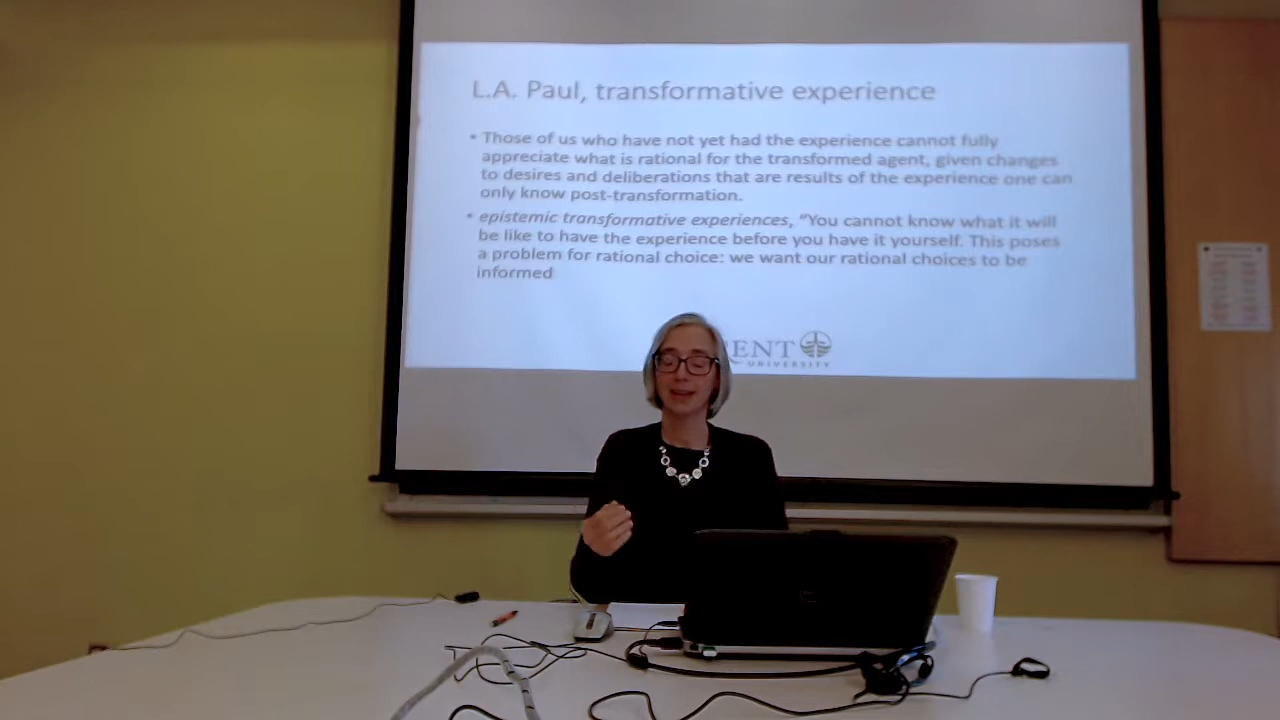 L.A. Paul, transformative experience
• Those of us who have not yet had the experience cannot fully
appreciate what is rational for the transformed agent, given changes
to desires and deliberations that are results of the experience one can
only know post-transformation.
• epistemic transformative experiences, “You cannot know what it will
be like to have the experience before you have it yourself. This poses
a problem for rational choice: we want our rational choices to be
informed
ENT
UNIVERSITY